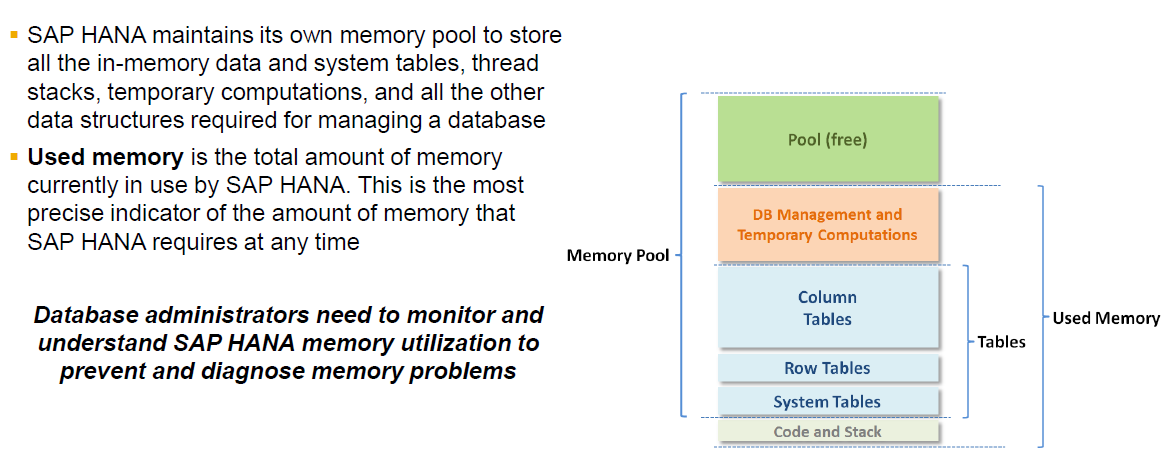 SAP HANA maintains its own memory pool to store
all the in-memory data and system tables, thread
stacks, temporary computations, and all the other
data structures required for managing a database
Used memory is the total amount of memory
currently in use by SAP HANA. This is the most
precise indicator of the amount of memory that
SAP HANA requires at any time
Database administrators need to monitor and
understand SAP HANA memory utilization to
prevent and diagnose memory problems
Memory Pool
Pool (free)
DB Management and
Temporary Computations
Column
Tables
Row Tables
System Tables
Code and Stack
Tables
Used Memory